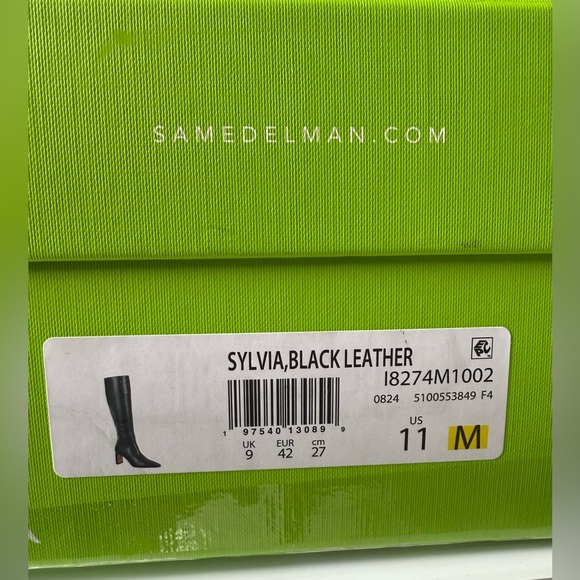 SAMEDELMAN.COM
SYLVIA,BLACK LEATHER
I8274M1002
0824 5100553849 F4
1 97540 13089 9
UK EUR cm
9 42 27
US
11 M